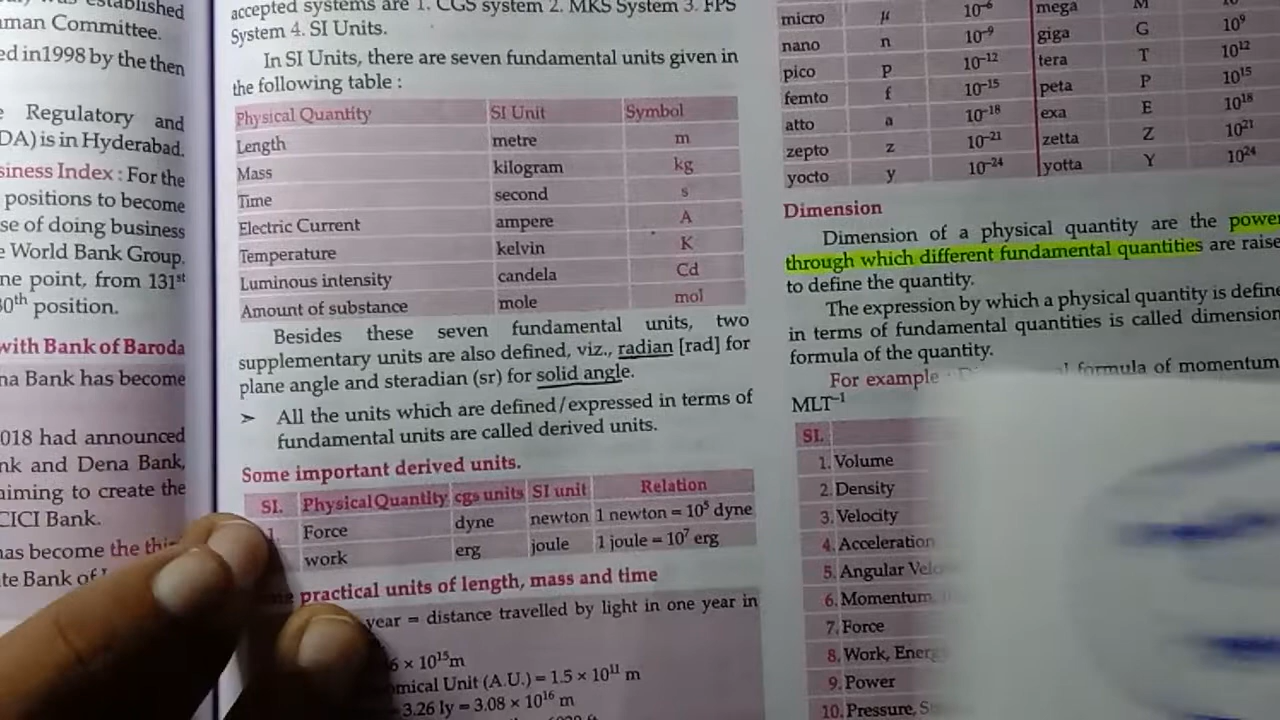 established
man Committee.
ed in1998 by the then
Regulatory and
DA) is in Hyderabad.
siness Index : For the
positions to become
se of doing business
World Bank Group.
ne point, from 131st
30th position.
with Bank of Baroda
na Bank has become
018 had announced
nk and Dena Bank,
aiming to create the
CICI Bank.
has become the thi
te Bank of
accepted systems are 1. CGS system 2. MKS System 3. FPS
System 4. SI Units.
In SI Units, there are seven fundamental units given in
the following table :
Physical Quantity SI Unit Symbol
Length metre m
Mass kilogram kg
Time second s
Electric Current ampere A
Temperature kelvin K
Luminous intensity candela Cd
Amount of substance mole mol
Besides these seven fundamental units, two
supplementary units are also defined, viz., radian [rad] for
plane angle and steradian (sr) for solid angle.
➢ All the units which are defined/expressed in terms of
fundamental units are called derived units.
Some important derived units.
SI. Physical Quantity cgs units SI unit Relation
1. Force dyne newton 1 newton = 10⁵ dyne
work erg joule 1 joule = 10⁷ erg
practical units of length, mass and time
year = distance travelled by light in one year in
6 × 10¹⁵m
mical Unit (A.U.) = 1.5 × 10¹¹ m
3.26 ly = 3.08 × 10¹⁶ m
micro μ 10⁻⁶ mega M
nano n 10⁻⁹ giga G 10⁹
pico p 10⁻¹² tera T 10¹²
femto f 10⁻¹⁵ peta P 10¹⁵
atto a 10⁻¹⁸ exa E 10¹⁸
zepto z 10⁻²¹ zetta Z 10²¹
yocto y 10⁻²⁴ yotta Y 10²⁴
Dimension
Dimension of a physical quantity are the power
through which different fundamental quantities are raise
to define the quantity.
The expression by which a physical quantity is define
in terms of fundamental quantities is called dimension
formula of the quantity.
For example formula of momentum
MLT⁻¹
SI.
1. Volume
2. Density
3. Velocity
4. Acceleration
5. Angular Velo
6. Momentum,
7. Force
8. Work, Energ
9. Power
10. Pressure, S